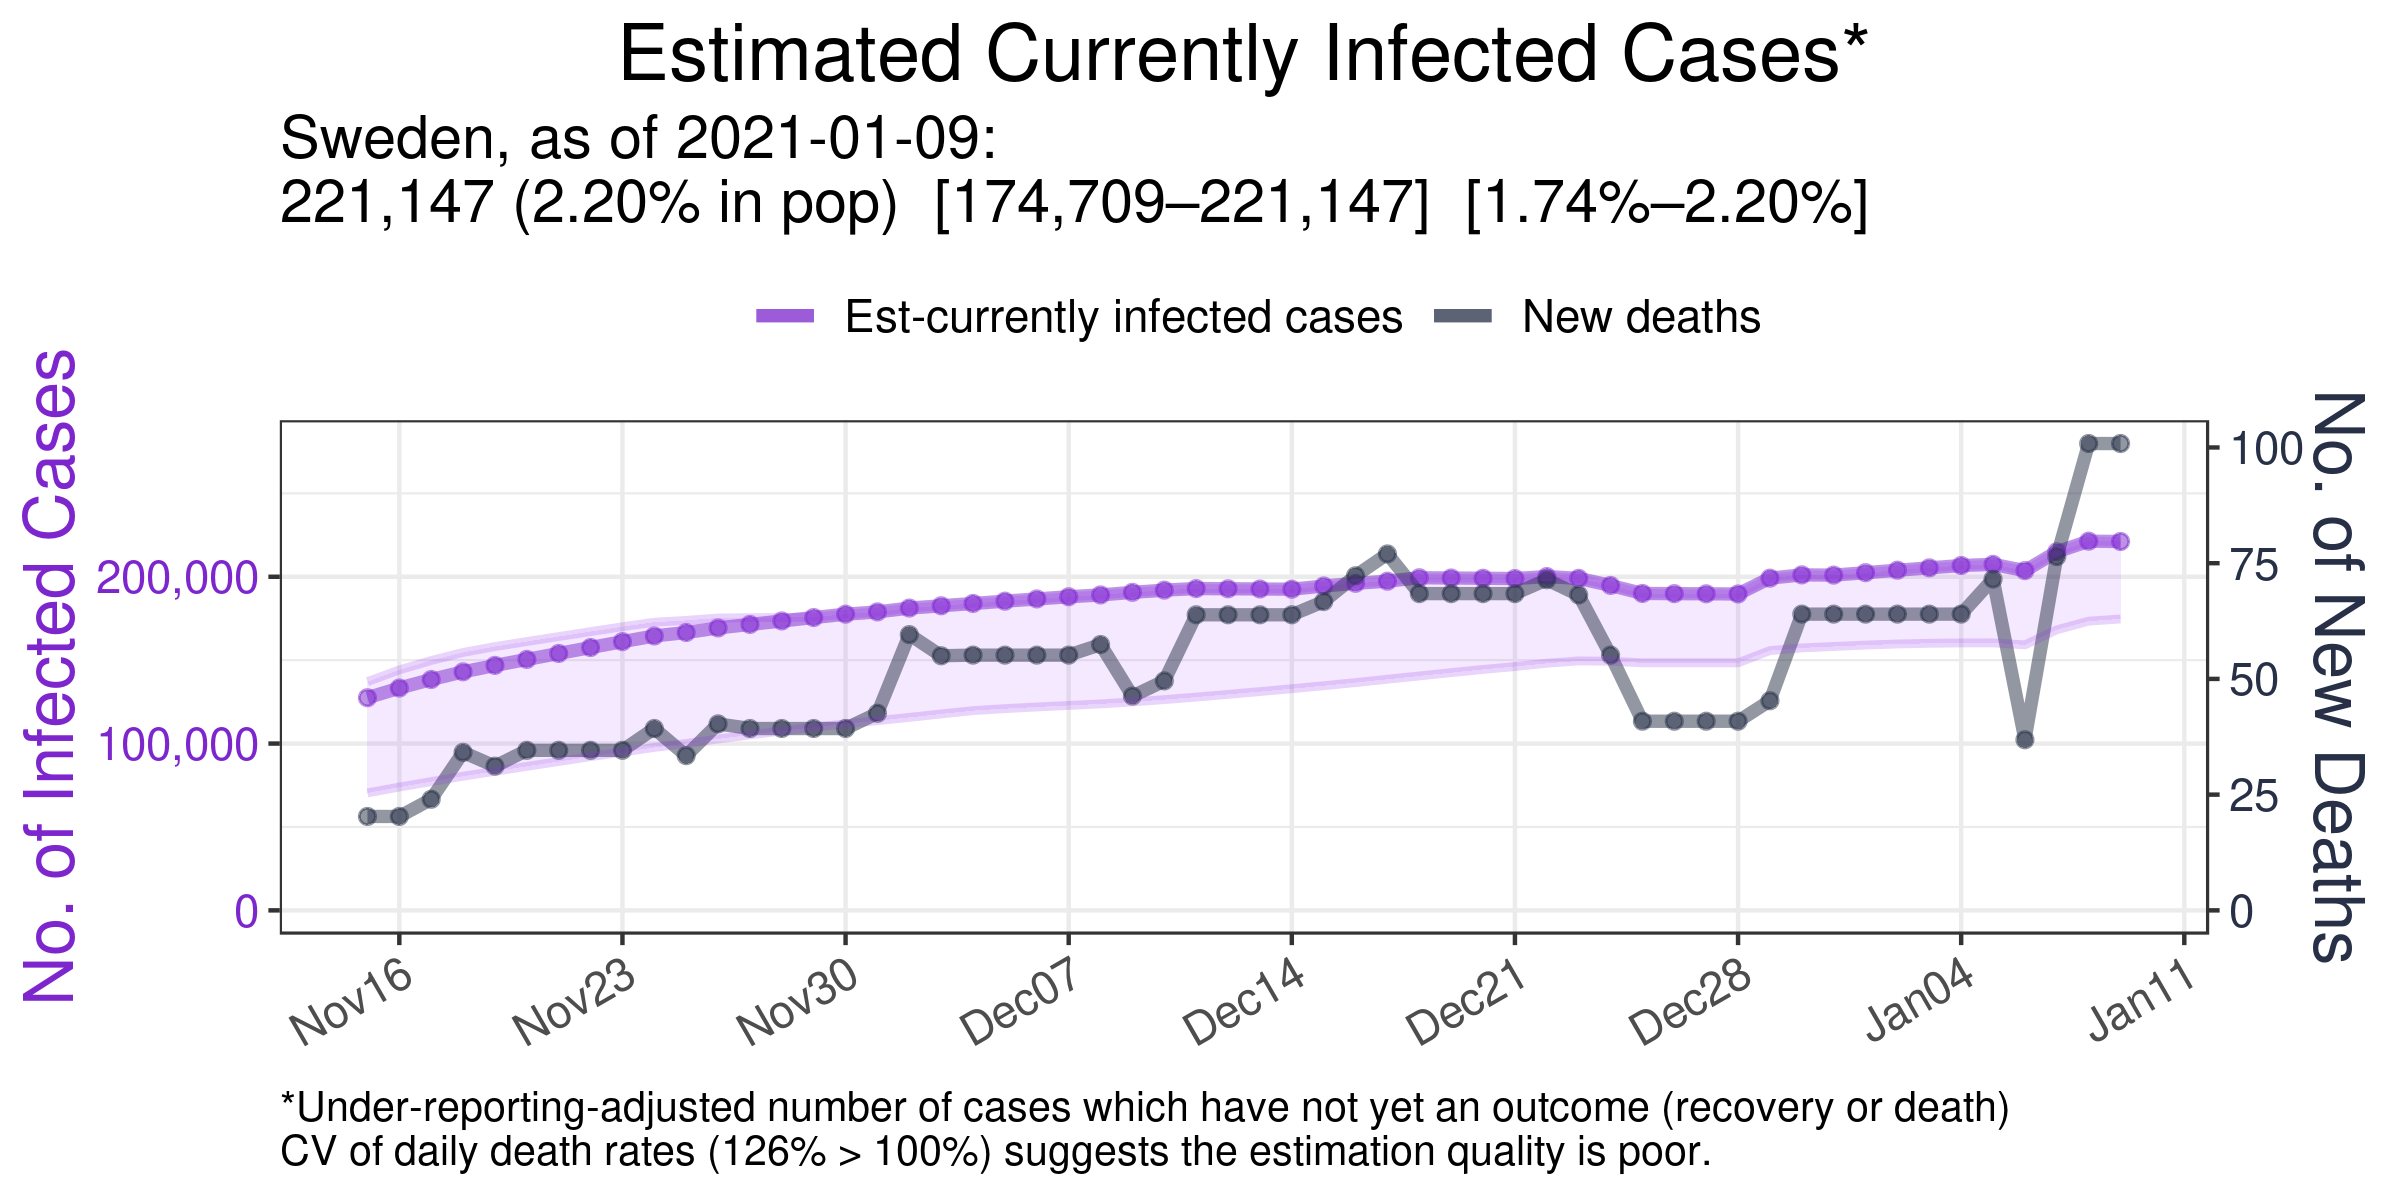 Estimated Currently Infected Cases*
Sweden, as of 2021-01-09:
221,147 (2.20% in pop) [174,709–221,147] [1.74%–2.20%]
Est-currently infected cases
New deaths
No. of Infected Cases
200,000
100,000
0
100
75
50
25
0
No. of New Deaths
Nov16
Nov23
Nov30
Dec07
Dec14
Dec21
Dec28
Jan04
Jan11
*Under-reporting-adjusted number of cases which have not yet an outcome (recovery or death)
CV of daily death rates (126% > 100%) suggests the estimation quality is poor.